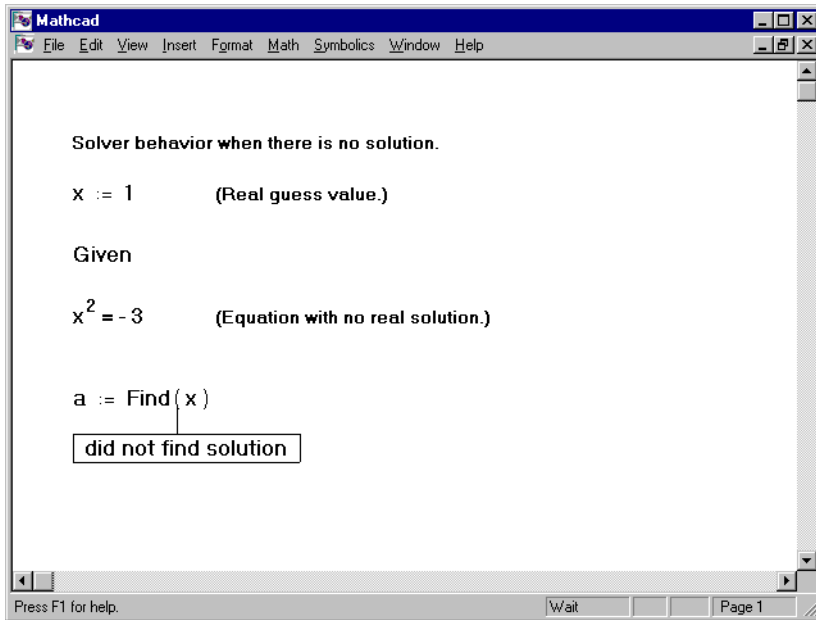 Mathcad
File Edit View Insert Format Math Symbolics Window Help
Solver behavior when there is no solution.
x := 1 (Real guess value.)
Given
x² = - 3 (Equation with no real solution.)
a := Find(x)
did not find solution
Press F1 for help. Wait Page 1